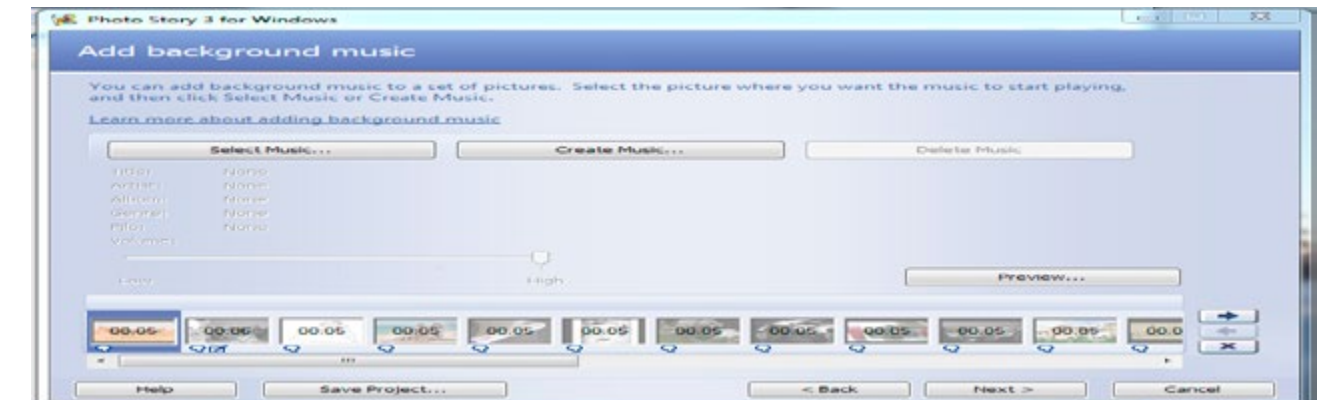 Photo Story 3 for Windows
Add background music
You can add background music to a set of pictures. Select the picture where you want the music to start playing,
and then click Select Music or Create Music.
Learn more about adding background music
Select Music... Create Music... Delete Music
Title: None
Artist: None
Album: None
Genre: None
File: None
Volume:
Low High Preview...
00:05 00:06 00:05 00:05 00:05 00:05 00:05 00:05 00:05 00:05 00:05 00:0
Help Save Project... < Back Next > Cancel